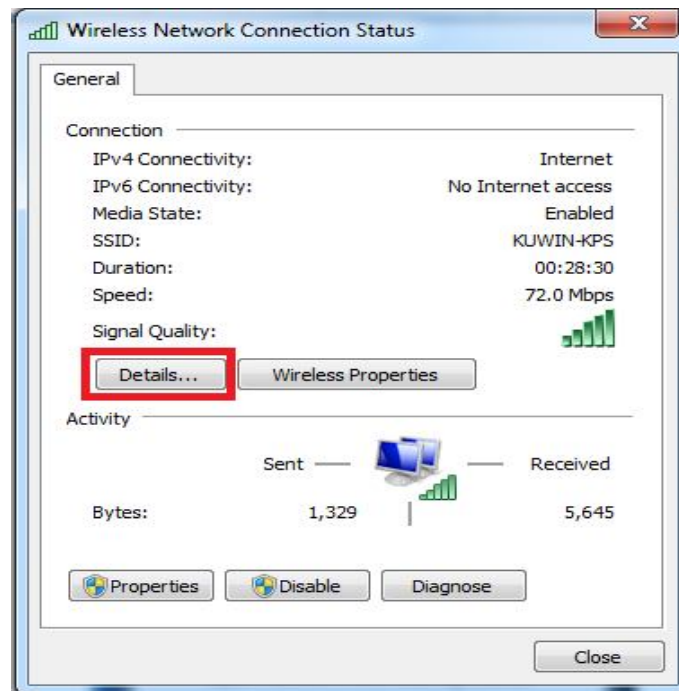 Wireless Network Connection Status
General
Connection
IPv4 Connectivity: Internet
IPv6 Connectivity: No Internet access
Media State: Enabled
SSID: KUWIN-KPS
Duration: 00:28:30
Speed: 72.0 Mbps
Signal Quality:
Details... Wireless Properties
Activity
Sent Received
Bytes: 1,329 5,645
Properties Disable Diagnose
Close